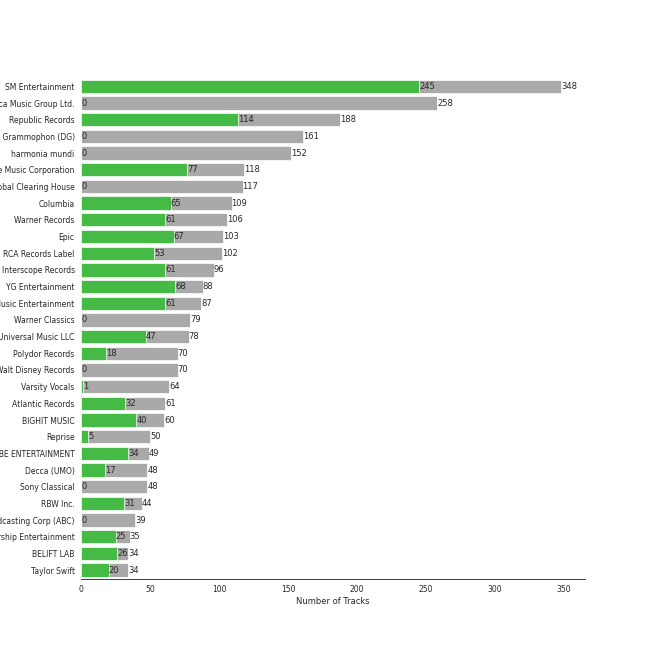 SM Entertainment 245 348
Music Group Ltd. 0 258
Republic Records 114 188
Grammophon (DG) 0 161
harmonia mundi 0 152
Music Corporation 77 118
Clearing House 0 117
Columbia 65 109
Warner Records 61 106
Epic 67 103
RCA Records Label 53 102
Interscope Records 61 96
YG Entertainment 68 88
Entertainment 61 87
Warner Classics 0 79
Universal Music LLC 47 78
Polydor Records 18 70
Walt Disney Records 0 70
Varsity Vocals 1 64
Atlantic Records 32 61
BIGHIT MUSIC 40 60
Reprise 5 50
BE ENTERTAINMENT 34 49
Decca (UMO) 17 48
Sony Classical 0 48
RBW Inc. 31 44
dcasting Corp (ABC) 0 39
rship Entertainment 25 35
BELIFT LAB 26 34
Taylor Swift 20 34
0 50 100 150 200 250 300 350
Number of Tracks